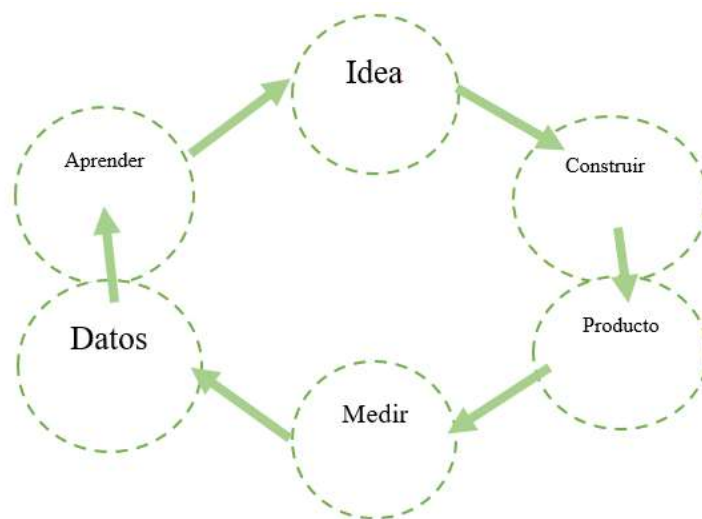 Idea
Construir
Producto
Medir
Datos
Aprender